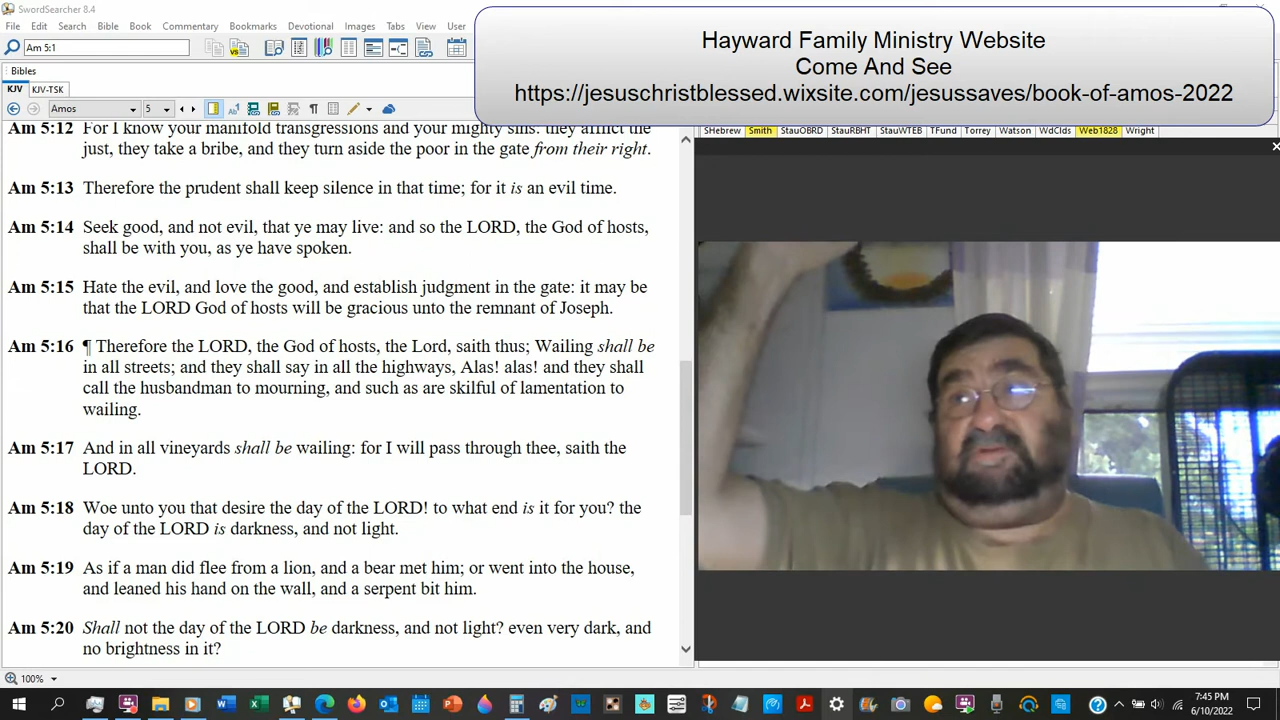 SwordSearcher 8.4
File Edit Search Bible Book Commentary Bookmarks Devotional Images Tabs View User
Am 5:1
Bibles
KJV KJV-TSK
Amos 5
Hayward Family Ministry Website
Come And See
https://jesuschristblessed.wixsite.com/jesussaves/book-of-amos-2022
SHebrew Smith StauOBRD StauRBHT StauWTEB TFund Torrey Watson WdClds Web1828 Wright
Am 5:12 For I know your manifold transgressions and your mighty sins: they afflict the
just, they take a bribe, and they turn aside the poor in the gate from their right.
Am 5:13 Therefore the prudent shall keep silence in that time; for it is an evil time.
Am 5:14 Seek good, and not evil, that ye may live: and so the LORD, the God of hosts,
shall be with you, as ye have spoken.
Am 5:15 Hate the evil, and love the good, and establish judgment in the gate: it may be
that the LORD God of hosts will be gracious unto the remnant of Joseph.
Am 5:16 ¶ Therefore the LORD, the God of hosts, the Lord, saith thus; Wailing shall be
in all streets; and they shall say in all the highways, Alas! alas! and they shall
call the husbandman to mourning, and such as are skilful of lamentation to
wailing.
Am 5:17 And in all vineyards shall be wailing: for I will pass through thee, saith the
LORD.
Am 5:18 Woe unto you that desire the day of the LORD! to what end is it for you? the
day of the LORD is darkness, and not light.
Am 5:19 As if a man did flee from a lion, and a bear met him; or went into the house,
and leaned his hand on the wall, and a serpent bit him.
Am 5:20 Shall not the day of the LORD be darkness, and not light? even very dark, and
no brightness in it?
100%
7:45 PM
6/10/2022